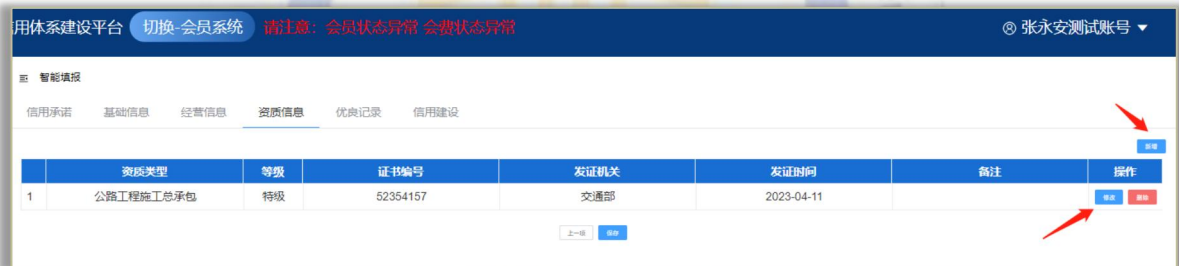 用体系建设平台 切换-会员系统 请注意：会员状态异常 会费状态异常 张永安测试账号
智能填报
信用承诺 基础信息 经营信息 资质信息 优良记录 信用建设
新增
资质类型 等级 证书编号 发证机关 发证时间 备注 操作
1 公路工程施工总承包 特级 52354157 交通部 2023-04-11 修改 删除
上一项 保存